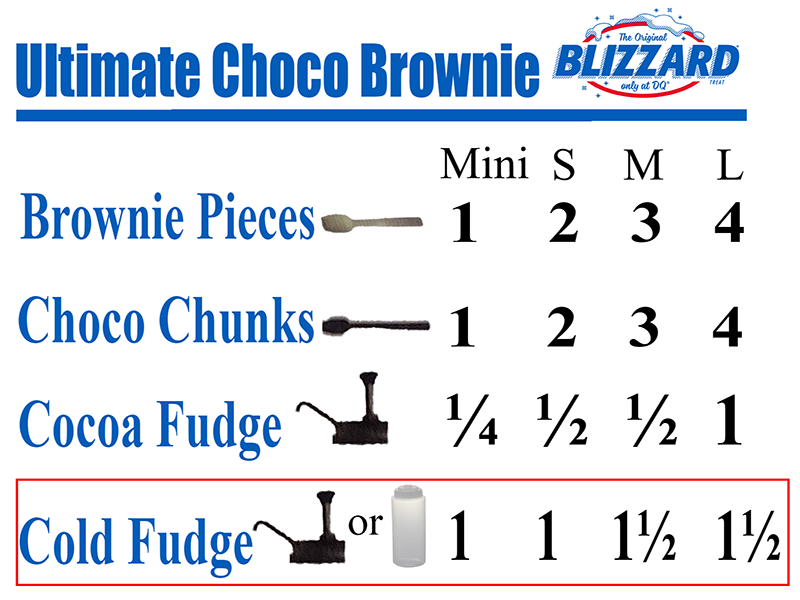 Ultimate Choco Brownie
The Original
BLIZZARD®
only at DQ®
TREAT
Mini S M L
Brownie Pieces 1 2 3 4
Choco Chunks 1 2 3 4
Cocoa Fudge ¼ ½ ½ 1
Cold Fudge or 1 1 1½ 1½